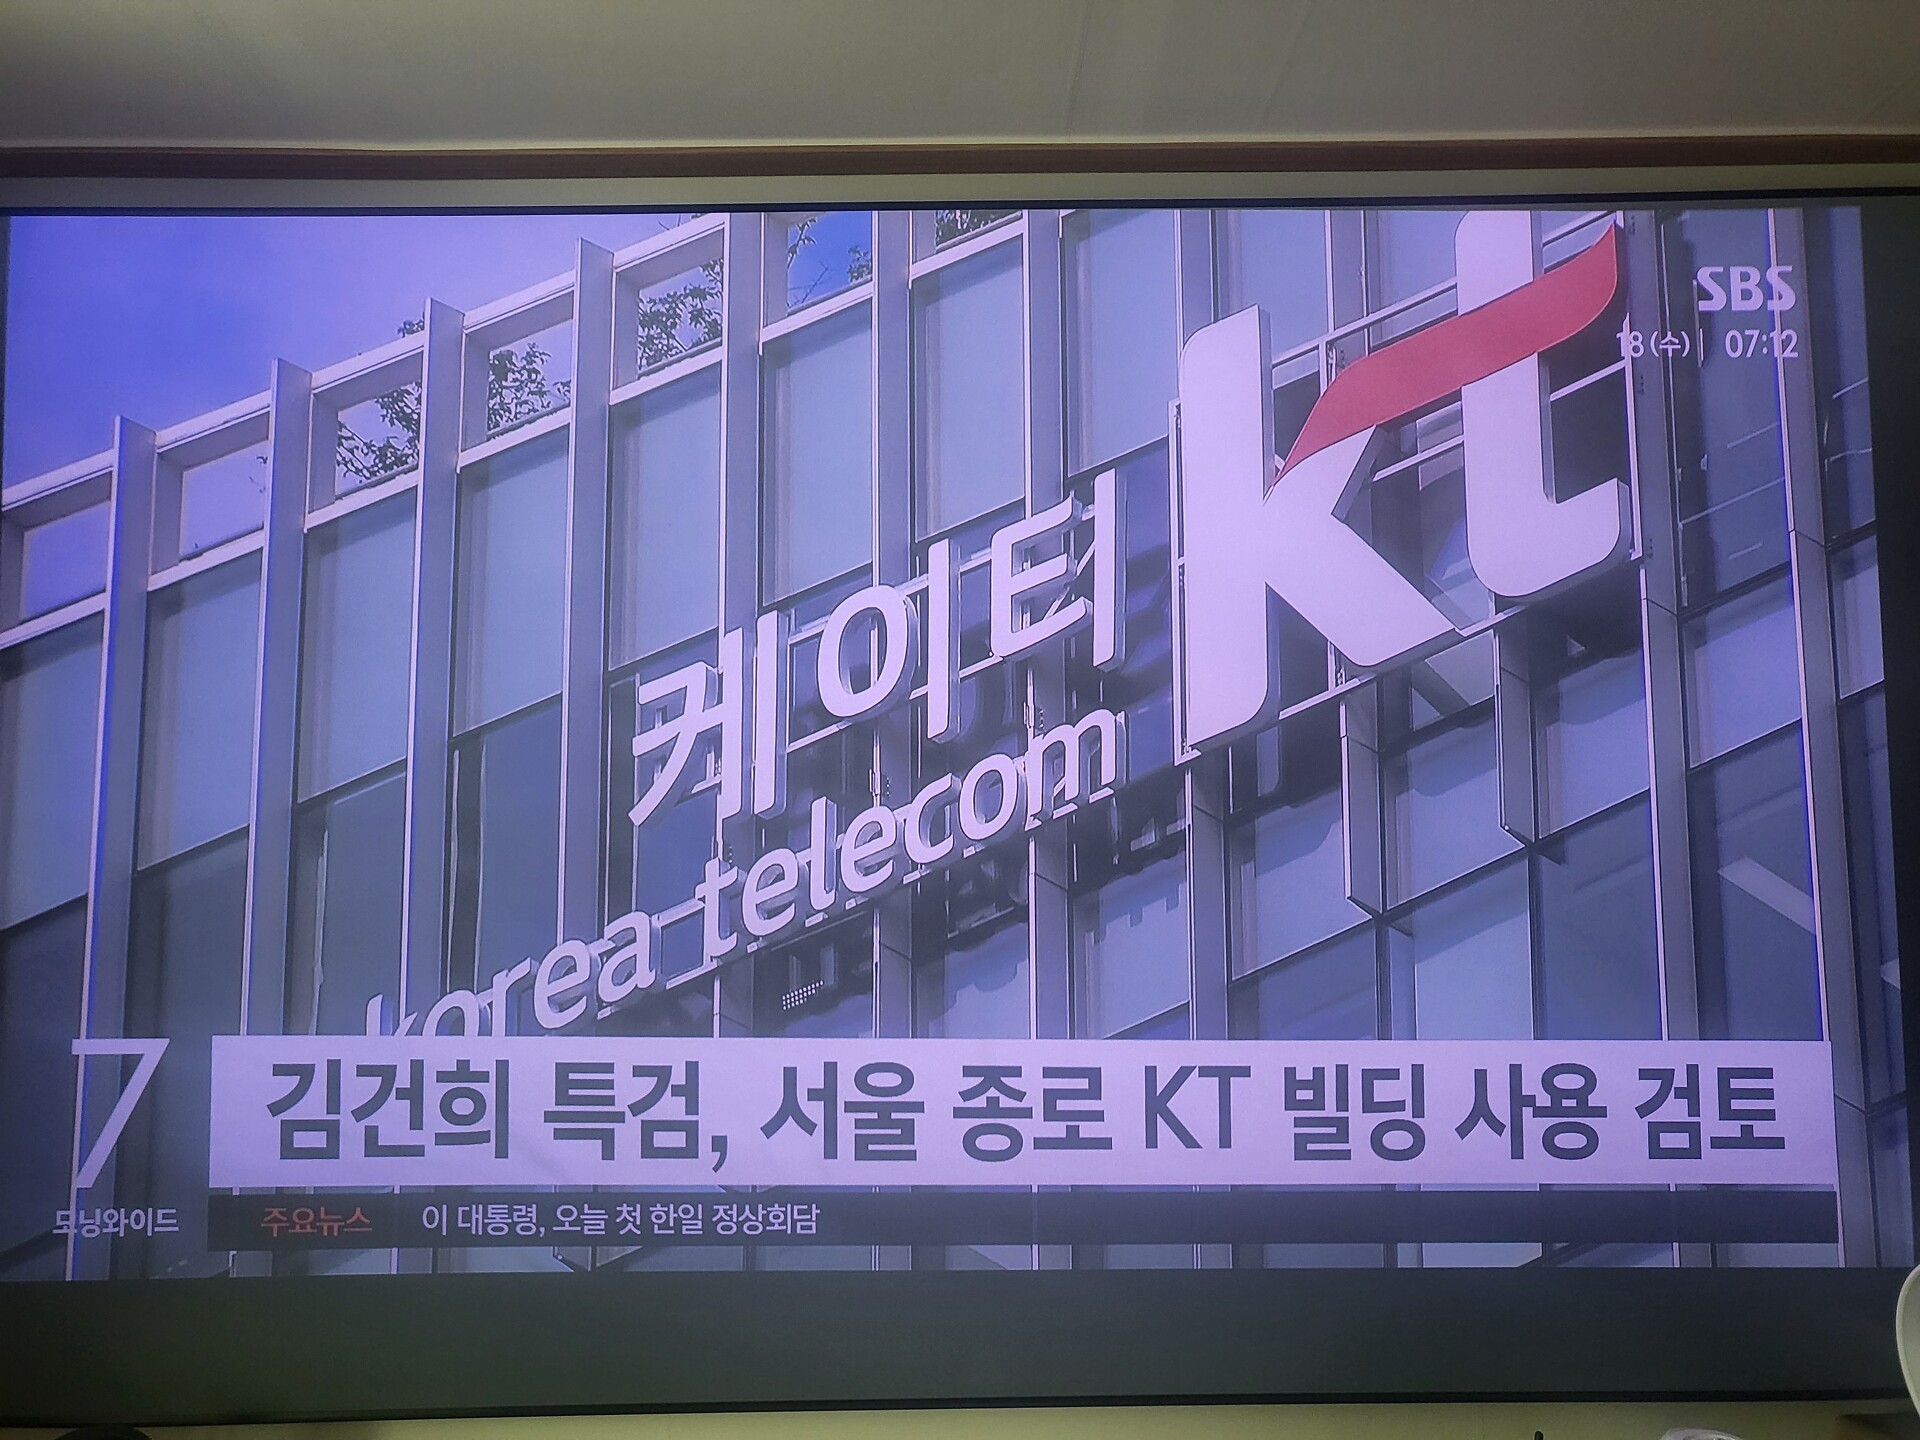 SBS
18(수) 07:12
kt
케이티
korea telecom
7
김건희 특검, 서울 종로 KT 빌딩 사용 검토
모닝와이드
주요뉴스 이 대통령, 오늘 첫 한일 정상회담